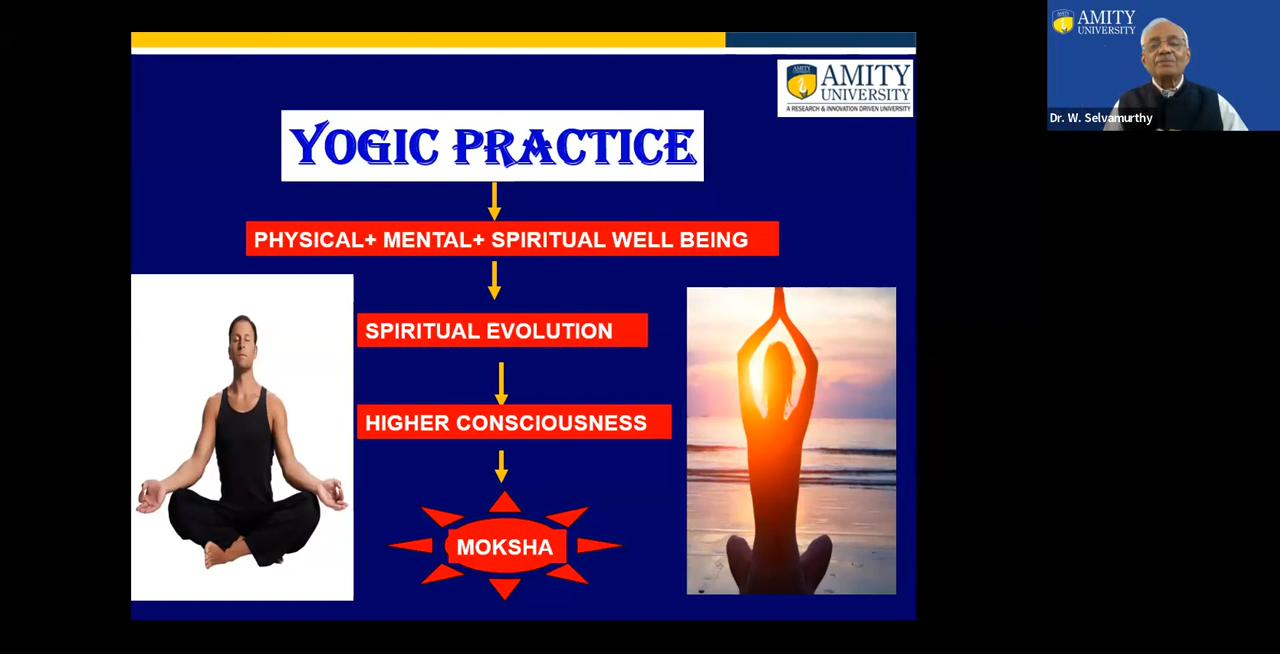 AMITY
UNIVERSITY
A RESEARCH & INNOVATION DRIVEN UNIVERSITY
YOGIC PRACTICE
PHYSICAL+ MENTAL+ SPIRITUAL WELL BEING
SPIRITUAL EVOLUTION
HIGHER CONSCIOUSNESS
MOKSHA
AMITY
UNIVERSITY
Dr. W. Selvamurthy